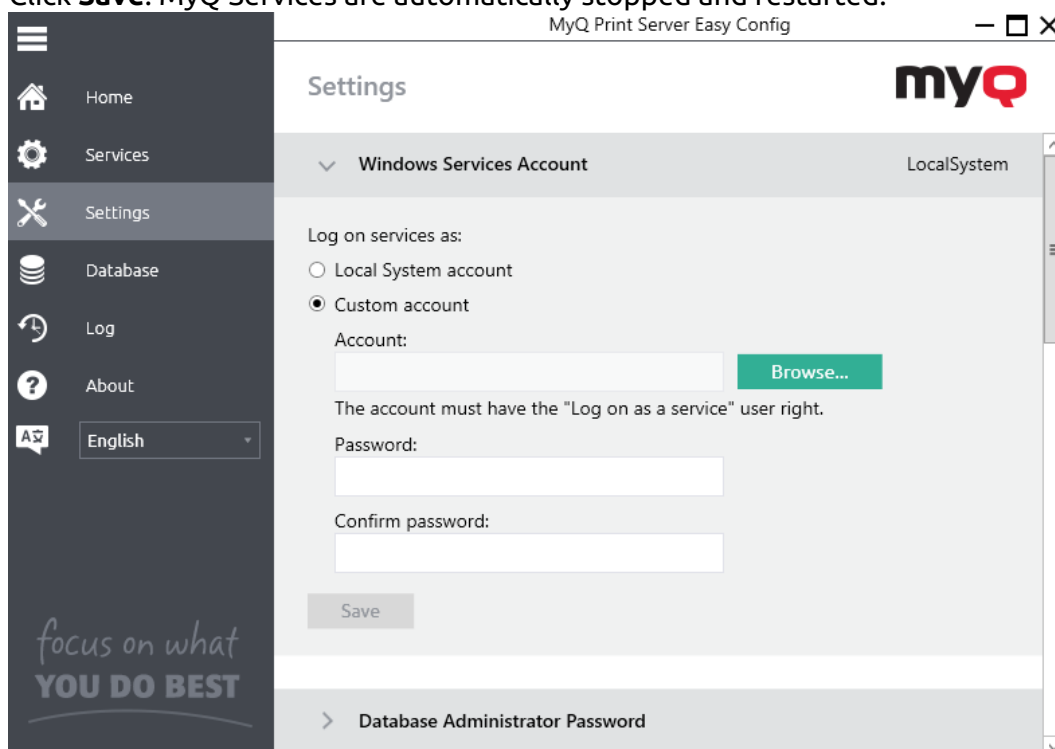 Click Save. MyQ Services are automatically stopped and restarted.
MyQ Print Server Easy Config
Settings
myQ
Home
Services
Settings
Database
Log
About
A
English
Windows Services Account
LocalSystem
Log on services as:
Local System account
Custom account
Account:
Browse...
The account must have the "Log on as a service" user right.
Password:
Confirm password:
Save
focus on what
YOU DO BEST
Database Administrator Password